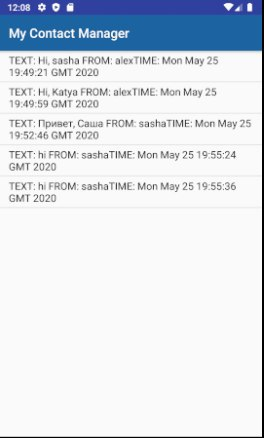 12:08
My Contact Manager
TEXT: Hi, sasha FROM: alexTIME: Mon May 25
19:49:21 GMT 2020
TEXT: Hi, Katya FROM: alexTIME: Mon May 25
19:49:59 GMT 2020
TEXT: Привет, Саша FROM: sashaTIME: Mon May 25
19:52:46 GMT 2020
TEXT: hi FROM: sashaTIME: Mon May 25 19:55:24
GMT 2020
TEXT: hi FROM: sashaTIME: Mon May 25 19:55:36
GMT 2020